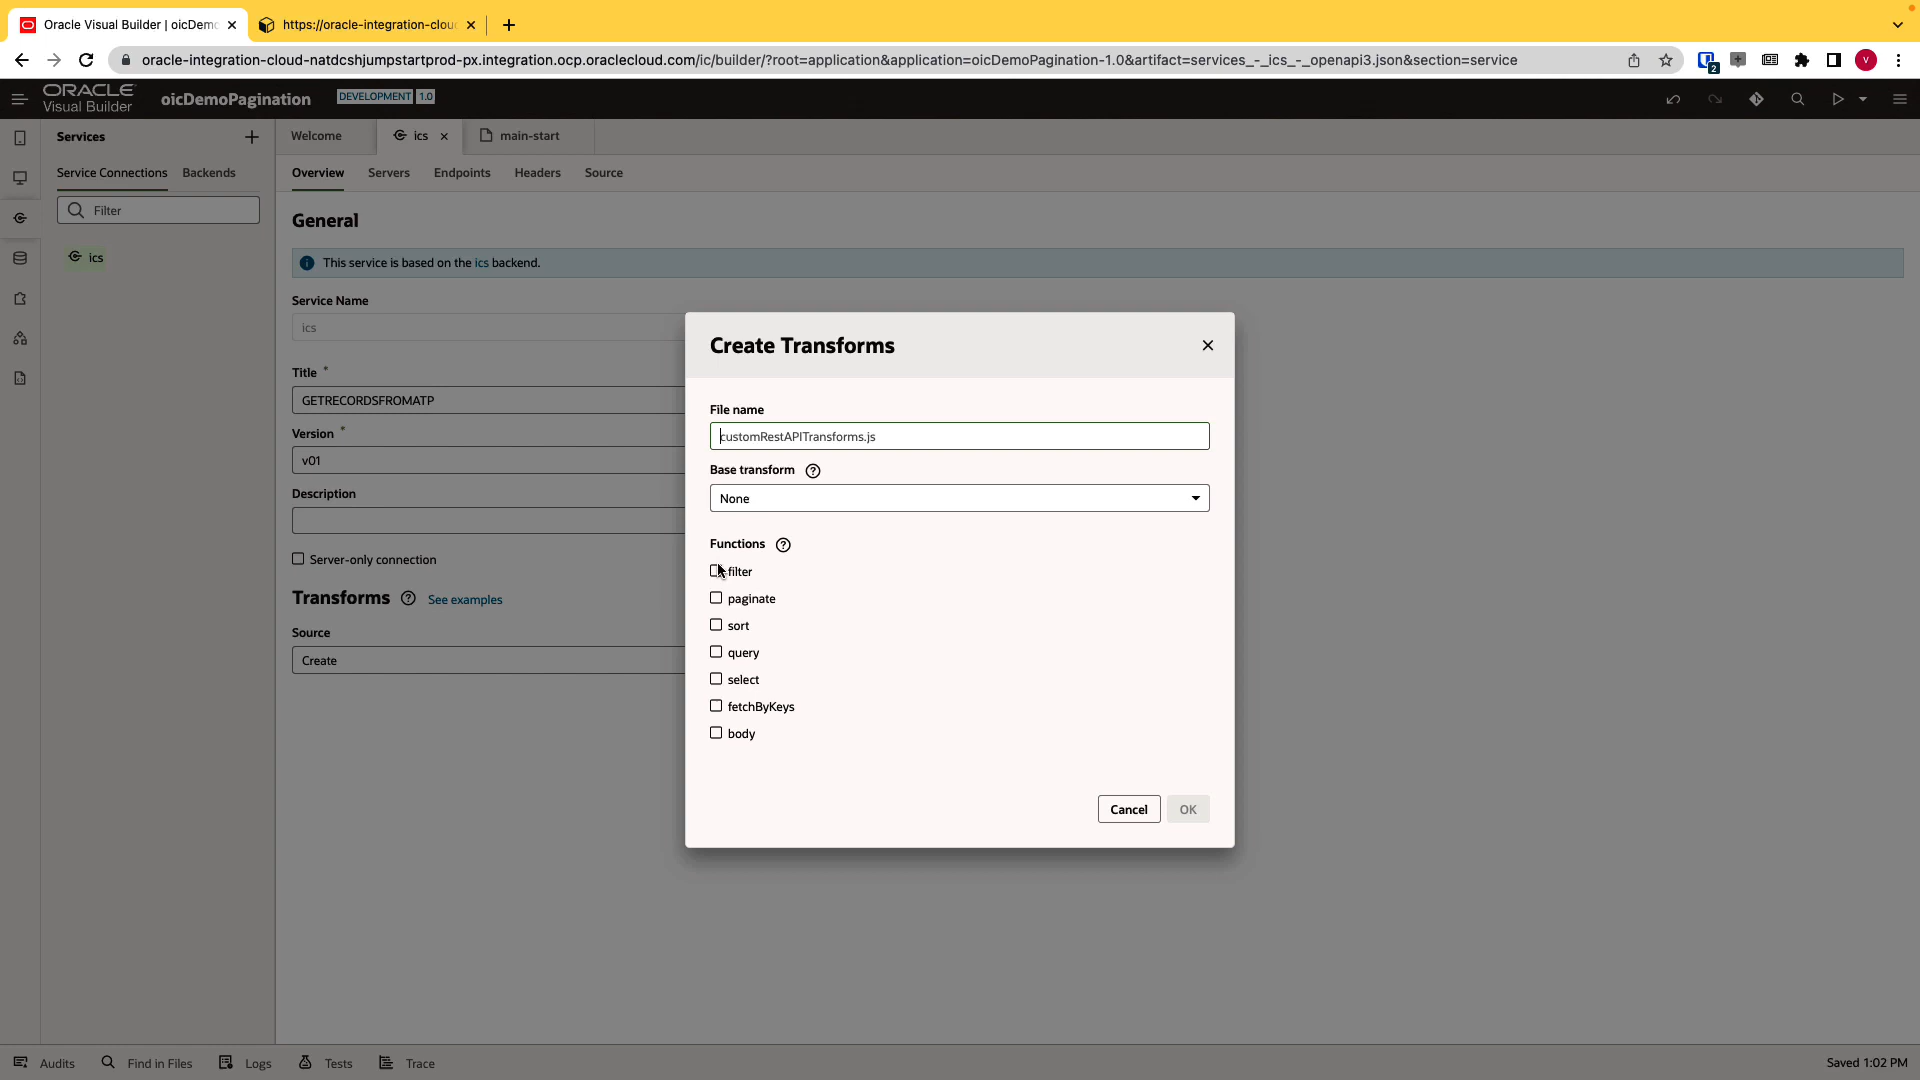 Oracle Visual Builder | oicDemo
https://oracle-integration-cloud
oracle-integration-cloud-natdcshjumpstartprod-px.integration.ocp.oraclecloud.com/ic/builder/?root=application&application=oicDemoPagination-1.0&artifact=services_-_ics_-_openapi3.json&section=service
2
V
ORACLE
Visual Builder
oicDemoPagination
DEVELOPMENT 1.0
Services
Welcome
ics
main-start
Service Connections
Backends
Overview
Servers
Endpoints
Headers
Source
Filter
General
ics
This service is based on the ics backend.
Service Name
ics
Title *
GETRECORDSFROMATP
Version *
v01
Description
Server-only connection
Transforms
See examples
Source
Create
Create Transforms
File name
customRestAPITransforms.js
Base transform
None
Functions
filter
paginate
sort
query
select
fetchByKeys
body
Cancel
OK
Audits
Find in Files
Logs
Tests
Trace
Saved 1:02 PM